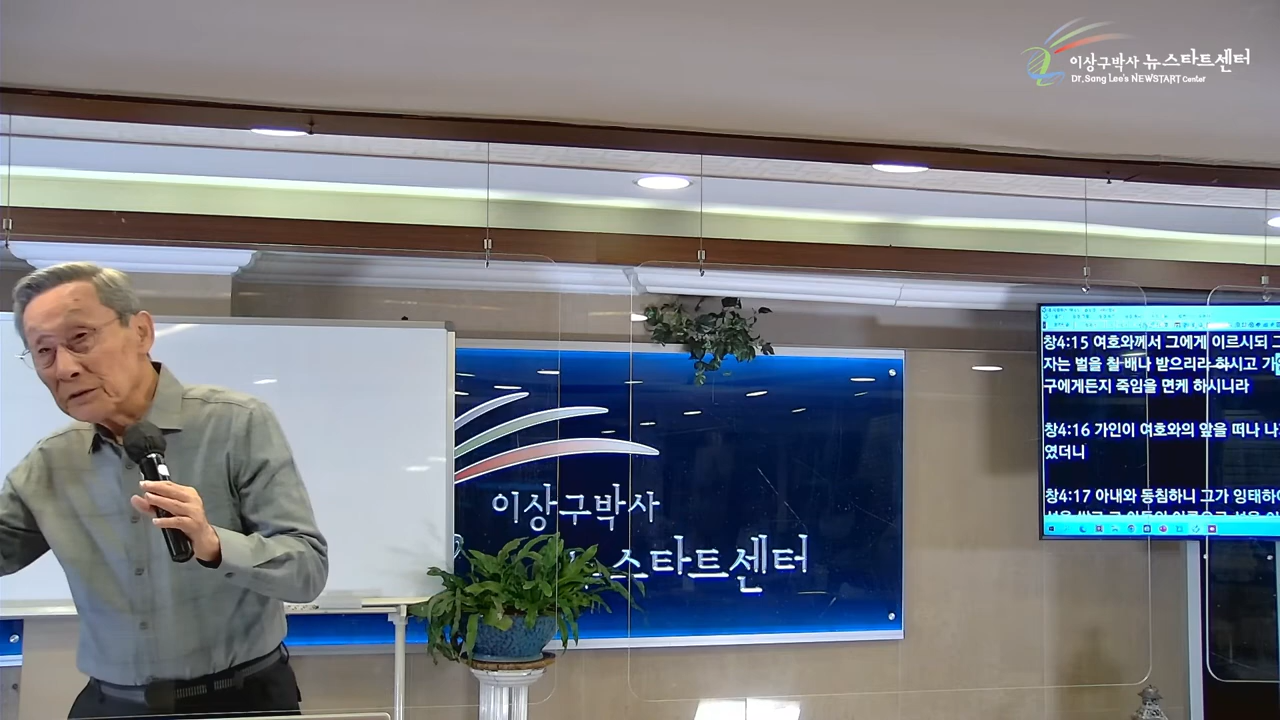 이상구박사 뉴스타트센터
Dr. Sang Lee's NEWSTART Center
이상구박사
스타트센터
창4:15 여호와께서 그에게 이르시되
자는 벌을 칠 배나 받으리라 하시고
구에게든지 죽임을 면케 하시니라
창4:16 가인이 여호와의 앞을 떠나
였더니
창4:17 아내와 동침하니 그가 잉태하여